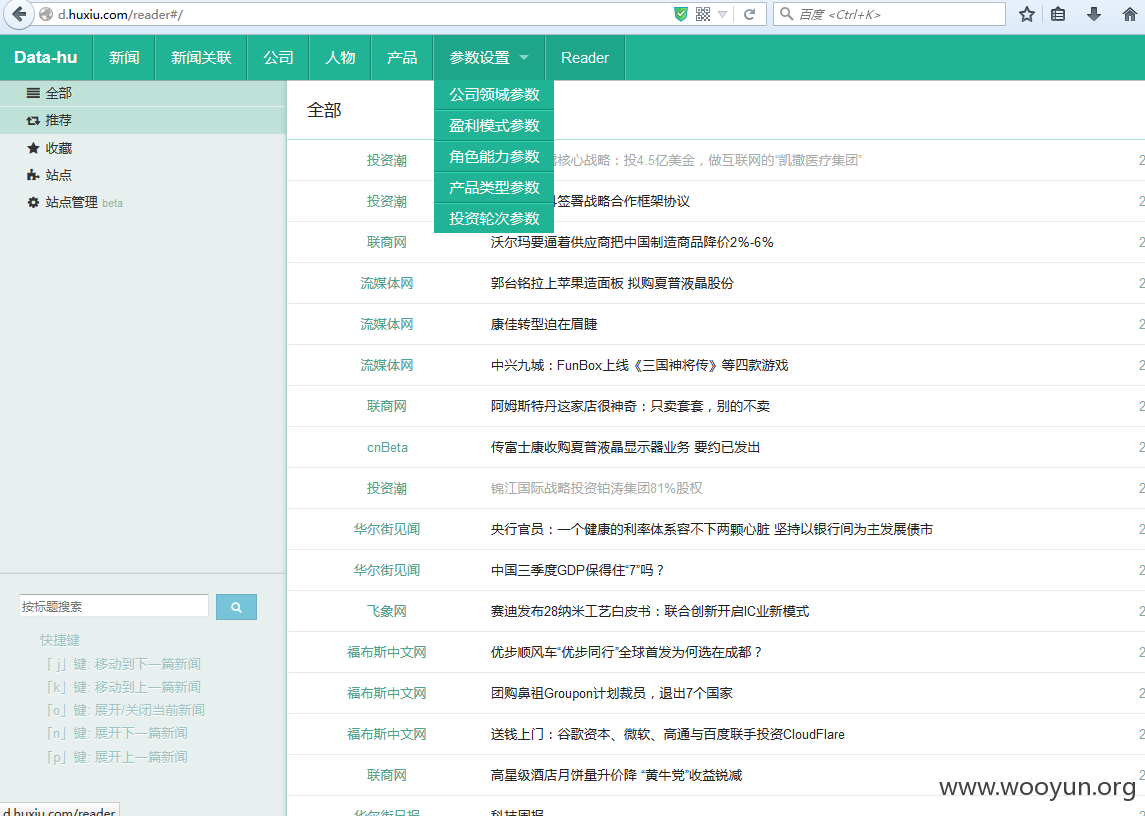 d.huxiu.com/reader#/
百度 <Ctrl+K>
Data-hu 新闻 新闻关联 公司 人物 产品 参数设置 Reader
公司领域参数
盈利模式参数
角色能力参数
产品类型参数
投资轮次参数
全部
推荐
收藏
站点
站点管理 beta
全部
投资潮 核心战略：投4.5亿美金，做互联网的“凯撒医疗集团”
投资潮 签署战略合作框架协议
联商网 沃尔玛要逼着供应商把中国制造商品降价2%-6%
流媒体网 郭台铭拉上苹果造面板 拟购夏普液晶股份
流媒体网 康佳转型迫在眉睫
流媒体网 中兴九城：FunBox上线《三国神将传》等四款游戏
联商网 阿姆斯特丹这家店很神奇：只卖套套，别的不卖
cnBeta 传富士康收购夏普液晶显示器业务 要约已发出
投资潮 锦江国际战略投资铂涛集团81%股权
华尔街见闻 央行官员：一个健康的利率体系容不下两颗心脏 坚持以银行间为主发展债市
华尔街见闻 中国三季度GDP保得住“7”吗？
飞象网 赛迪发布28纳米工艺白皮书：联合创新开启IC业新模式
福布斯中文网 优步顺风车“优步同行”全球首发为何选在成都？
福布斯中文网 团购鼻祖Groupon计划裁员，退出7个国家
福布斯中文网 送钱上门：谷歌资本、微软、高通与百度联手投资CloudFlare
联商网 高星级酒店月饼量升价降 “黄牛党”收益锐减
华尔街日报 科技周报
按标题搜索
快捷键
「j」键: 移动到下一篇新闻
「k」键: 移动到上一篇新闻
「o」键: 展开/关闭当前新闻
「n」键: 展开下一篇新闻
「p」键: 展开上一篇新闻
d.huxiu.com/reader
www.wooyun.org